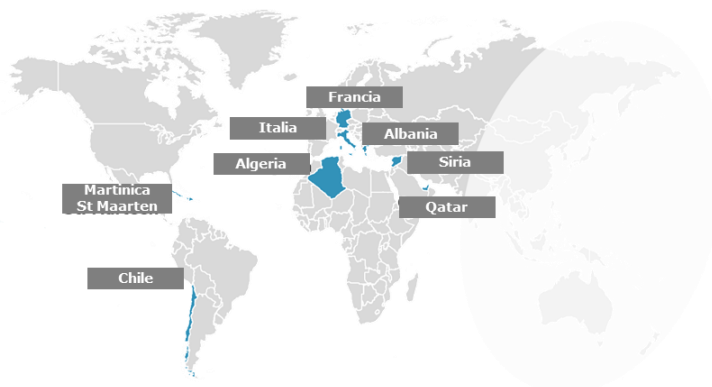 Francia
Italia
Albania
Algeria
Siria
Martinica
St Maarten
Qatar
Chile